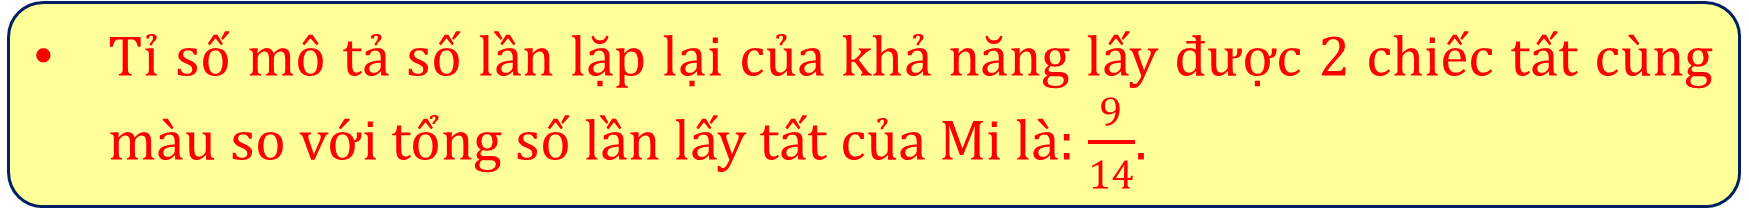 • Tỉ số mô tả số lần lặp lại của khả năng lấy được 2 chiếc tất cùng
màu so với tổng số lần lấy tất của Mi là: 9/14.